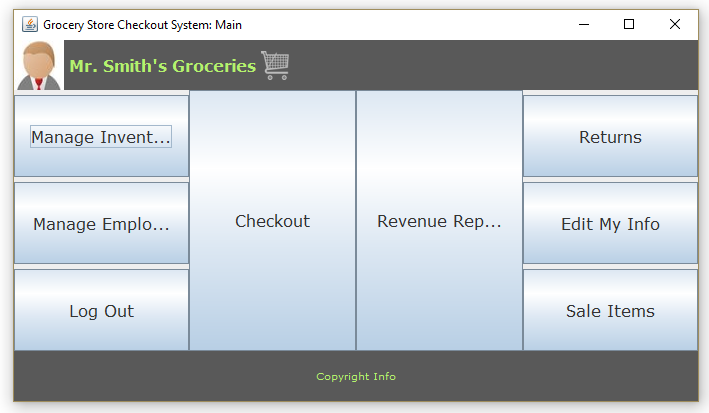 Grocery Store Checkout System: Main
Mr. Smith's Groceries
Manage Invent...
Manage Emplo...
Log Out
Checkout
Revenue Rep...
Returns
Edit My Info
Sale Items
Copyright Info